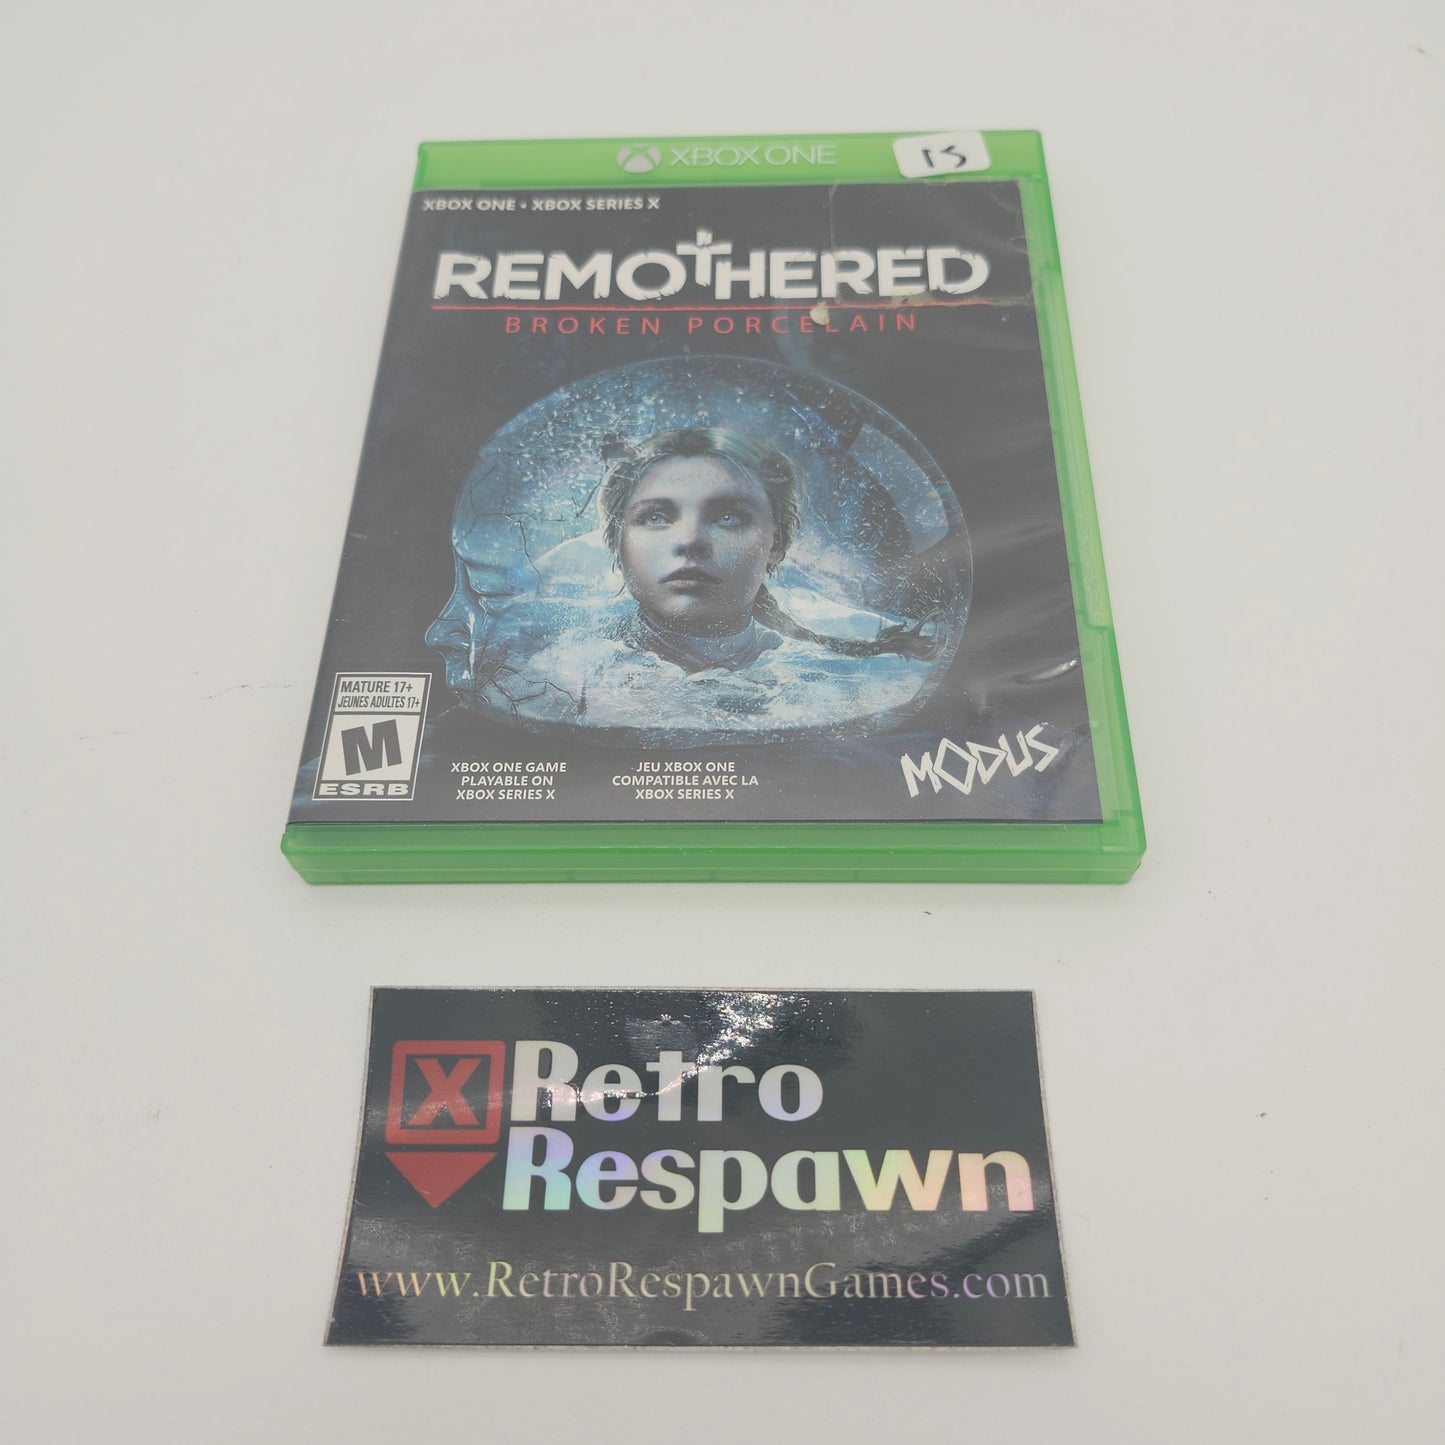 XBOX ONE
15
XBOX ONE • XBOX SERIES X
REMOTHERED
BROKEN PORCELAIN
MATURE 17+
JEUNES ADULTES 17+
M
ESRB
XBOX ONE GAME
PLAYABLE ON
XBOX SERIES X
JEU XBOX ONE
COMPATIBLE AVEC LA
XBOX SERIES X
MODUS
X Retro
Respawn
www.RetroRespawnGames.com